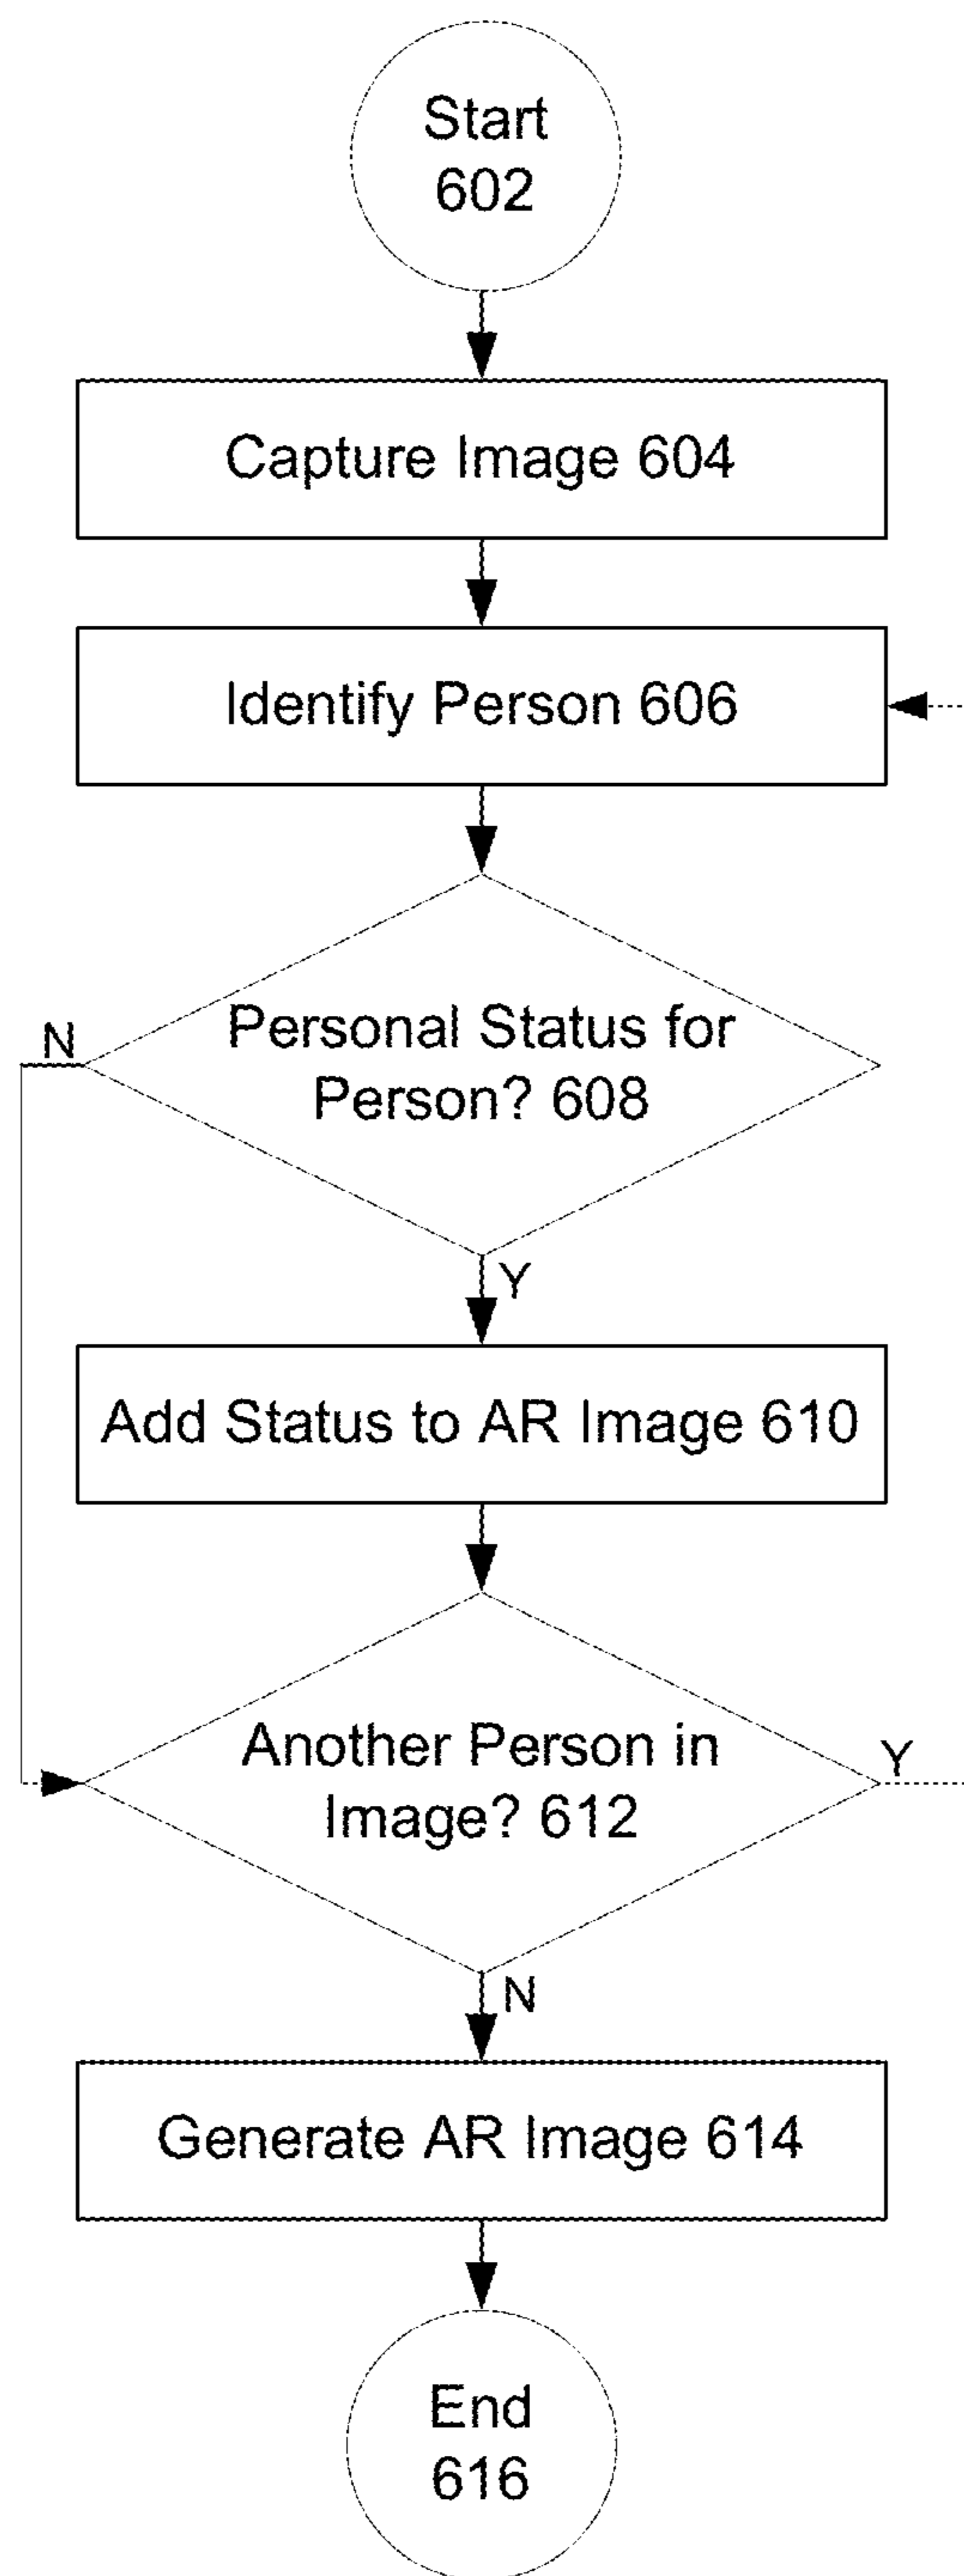 Start
602
Capture Image 604
Identify Person 606
N
Personal Status for
Person? 608
Y
Add Status to AR Image 610
Another Person in
Image? 612
Y
N
Generate AR Image 614
End
616